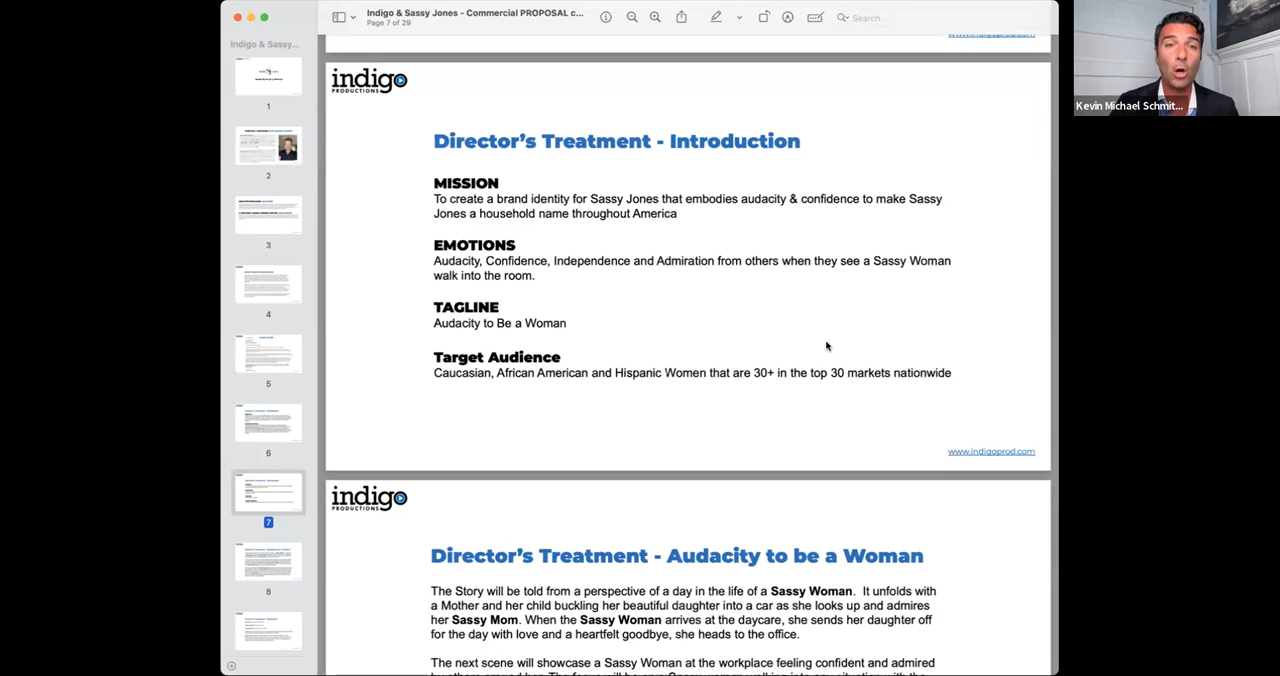 Indigo & Sassy Jones - Commercial PROPOSAL c...
Page 7 of 29
Search
Indigo & Sassy...
1
2
3
4
5
6
7
8
www.indigoprod.com
indigo
PRODUCTIONS
Director's Treatment - Introduction
MISSION
To create a brand identity for Sassy Jones that embodies audacity & confidence to make Sassy
Jones a household name throughout America
EMOTIONS
Audacity, Confidence, Independence and Admiration from others when they see a Sassy Woman
walk into the room.
TAGLINE
Audacity to Be a Woman
Target Audience
Caucasian, African American and Hispanic Women that are 30+ in the top 30 markets nationwide
www.indigoprod.com
indigo
PRODUCTIONS
Director's Treatment - Audacity to be a Woman
The Story will be told from a perspective of a day in the life of a Sassy Woman. It unfolds with
a Mother and her child buckling her beautiful daughter into a car as she looks up and admires
her Sassy Mom. When the Sassy Woman arrives at the daycare, she sends her daughter off
for the day with love and a heartfelt goodbye, she heads to the office.
The next scene will showcase a Sassy Woman at the workplace feeling confident and admired
Kevin Michael Schmit...